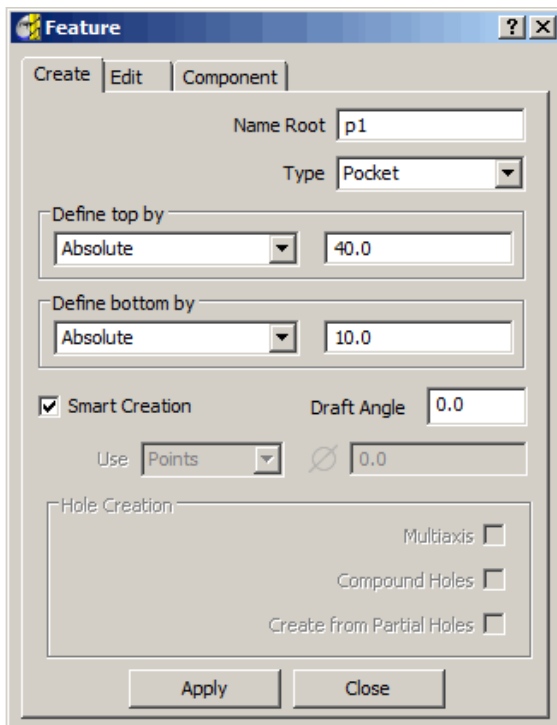 Feature
Create Edit Component
Name Root p1
Type Pocket
Define top by
Absolute 40.0
Define bottom by
Absolute 10.0
Smart Creation Draft Angle 0.0
Use Points 0.0
Hole Creation
Multiaxis
Compound Holes
Create from Partial Holes
Apply Close